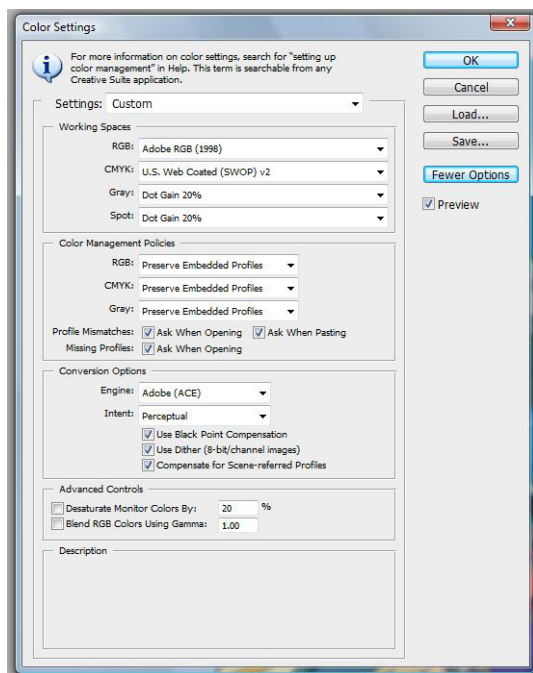 Color Settings
For more information on color settings, search for "setting up
color management" in Help. This term is searchable from any
Creative Suite application.
Settings: Custom
Working Spaces
RGB: Adobe RGB (1998)
CMYK: U.S. Web Coated (SWOP) v2
Gray: Dot Gain 20%
Spot: Dot Gain 20%
Color Management Policies
RGB: Preserve Embedded Profiles
CMYK: Preserve Embedded Profiles
Gray: Preserve Embedded Profiles
Profile Mismatches: Ask When Opening Ask When Pasting
Missing Profiles: Ask When Opening
Conversion Options
Engine: Adobe (ACE)
Intent: Perceptual
Use Black Point Compensation
Use Dither (8-bit/channel images)
Compensate for Scene-referred Profiles
Advanced Controls
Desaturate Monitor Colors By: 20 %
Blend RGB Colors Using Gamma: 1.00
Description
OK
Cancel
Load...
Save...
Fewer Options
Preview